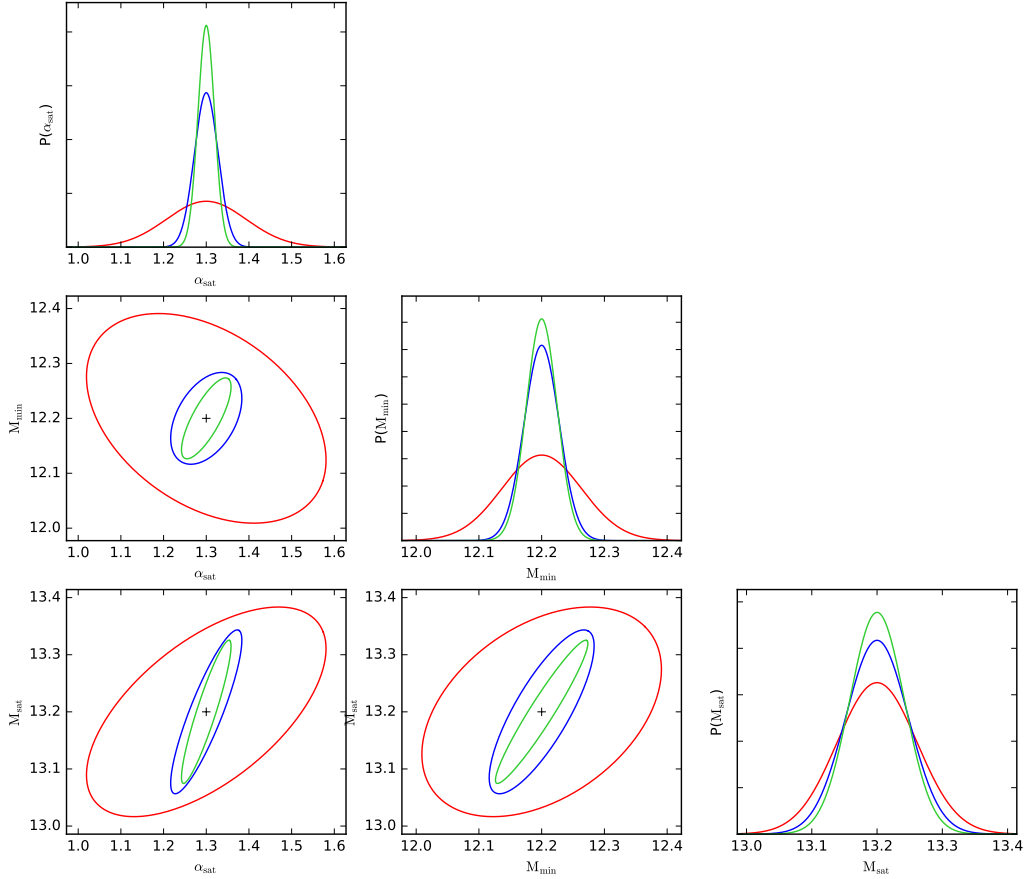 P(α_sat)
1.0 1.1 1.2 1.3 1.4 1.5 1.6
α_sat
12.4
12.3
12.2
12.1
12.0
M_min
1.0 1.1 1.2 1.3 1.4 1.5 1.6
α_sat
P(M_min)
12.0 12.1 12.2 12.3 12.4
M_min
13.4
13.3
13.2
13.1
13.0
M_sat
1.0 1.1 1.2 1.3 1.4 1.5 1.6
α_sat
13.4
13.3
13.2
13.1
13.0
M_sat
12.0 12.1 12.2 12.3 12.4
M_min
P(M_sat)
13.0 13.1 13.2 13.3 13.4
M_sat